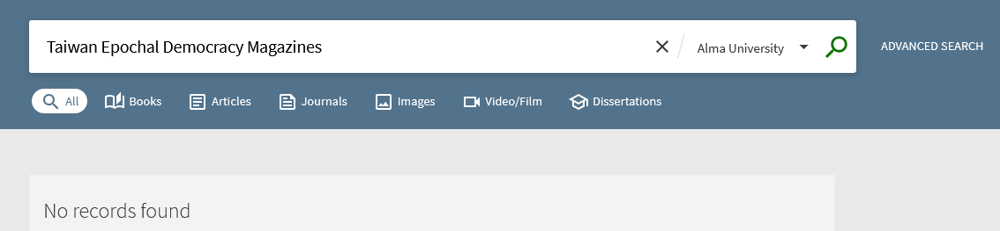 Taiwan Epochal Democracy Magazines
Alma University
ADVANCED SEARCH
All
Books
Articles
Journals
Images
Video/Film
Dissertations
No records found